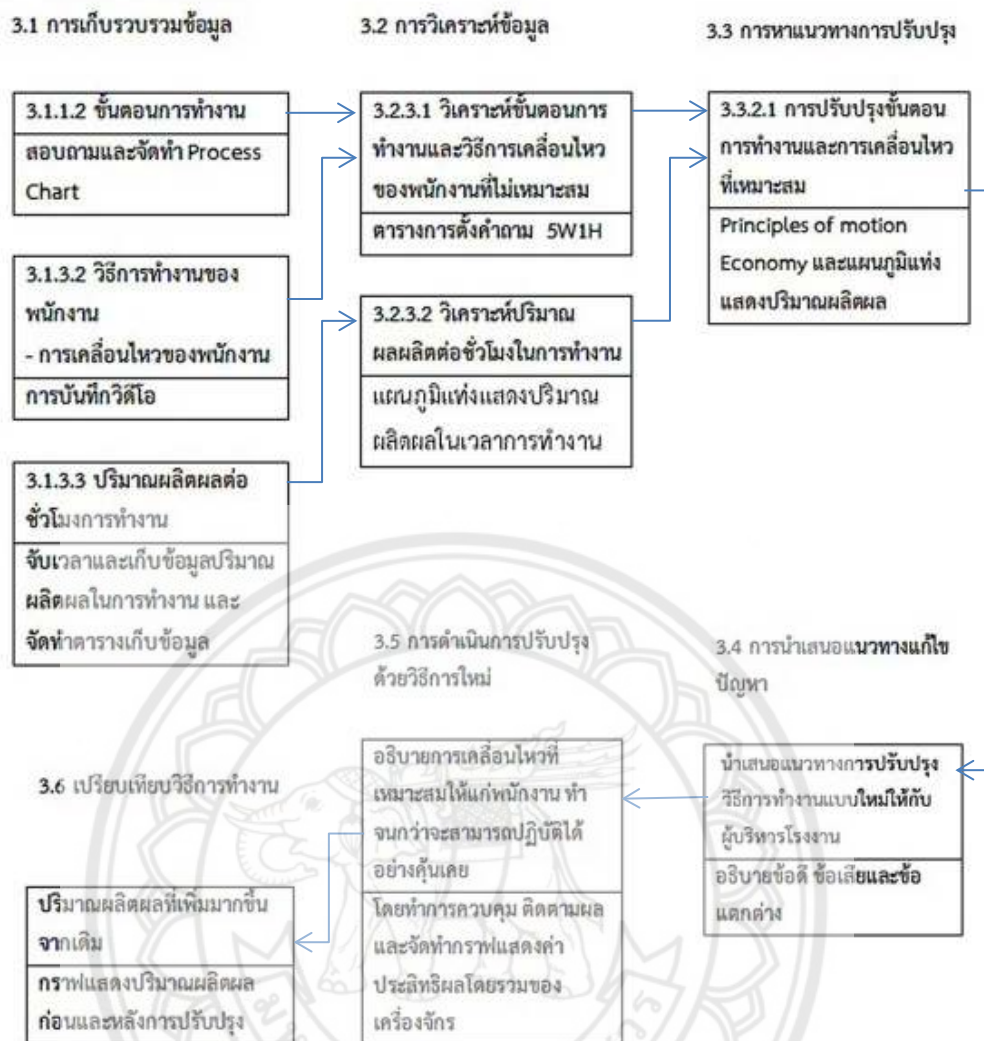 3.1 การเก็บรวบรวมข้อมูล
3.1.1.2 ขั้นตอนการทำงาน
สอบถามและจัดทำ Process
Chart
3.1.3.2 วิธีการทำงานของ
พนักงาน
- การเคลื่อนไหวของพนักงาน
การบันทึกวิดีโอ
3.1.3.3 ปริมาณผลิตผลต่อ
ชั่วโมงการทำงาน
จับเวลาและเก็บข้อมูลปริมาณ
ผลิตผลในการทำงาน และ
จัดทำตารางเก็บข้อมูล
3.2 การวิเคราะห์ข้อมูล
3.2.3.1 วิเคราะห์ขั้นตอนการ
ทำงานและวิธีการเคลื่อนไหว
ของพนักงานที่ไม่เหมาะสม
ตารางการตั้งคำถาม 5W1H
3.2.3.2 วิเคราะห์ปริมาณ
ผลผลิตต่อชั่วโมงในการทำงาน
แผนภูมิแท่งแสดงปริมาณ
ผลิตผลในเวลาการทำงาน
3.3 การหาแนวทางการปรับปรุง
3.3.2.1 การปรับปรุงขั้นตอน
การทำงานและการเคลื่อนไหว
ที่เหมาะสม
Principles of motion
Economy และแผนภูมิแท่ง
แสดงปริมาณผลิตผล
3.4 การนำเสนอแนวทางแก้ไข
ปัญหา
นำเสนอแนวทางการปรับปรุง
วิธีการทำงานแบบใหม่ให้กับ
ผู้บริหารโรงงาน
อธิบายข้อดี ข้อเสียและข้อ
แตกต่าง
3.5 การดำเนินการปรับปรุง
ด้วยวิธีการใหม่
อธิบายการเคลื่อนไหวที่
เหมาะสมให้แก่พนักงาน ทำ
จนกว่าจะสามารถปฏิบัติได้
อย่างคุ้นเคย
โดยทำการควบคุม ติดตามผล
และจัดทำกราฟแสดงค่า
ประสิทธิผลโดยรวมของ
เครื่องจักร
3.6 เปรียบเทียบวิธีการทำงาน
ปริมาณผลิตผลที่เพิ่มมากขึ้น
จากเดิม
กราฟแสดงปริมาณผลิตผล
ก่อนและหลังการปรับปรุง